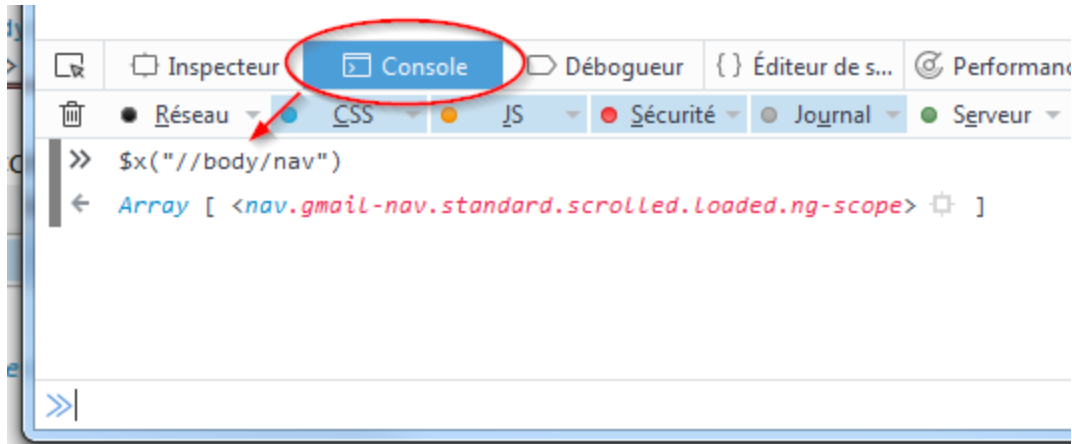 Inspecteur Console Débogueur { } Éditeur de s... Performanc
Réseau CSS JS Sécurité Journal Serveur
» $x("//body/nav")
← Array [ <nav.gmail-nav.standard.scrolled.loaded.ng-scope> ]
»